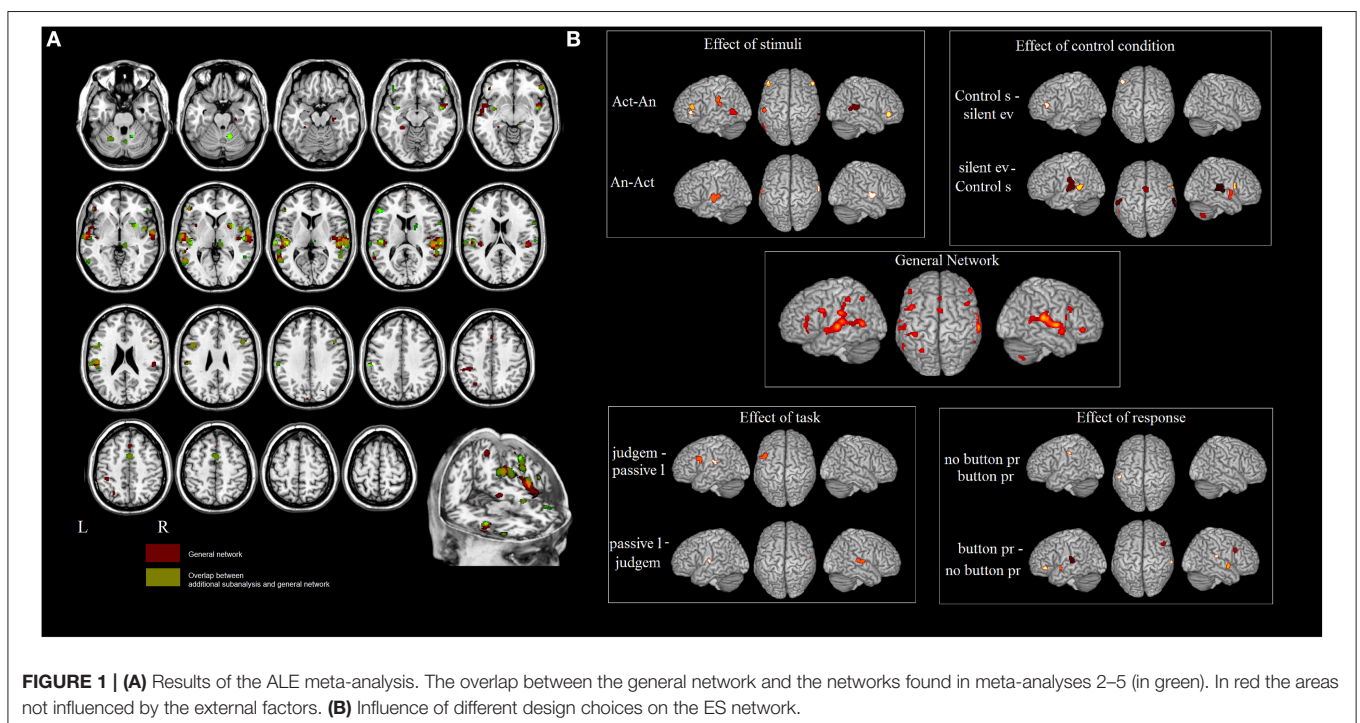 A
B
Effect of stimuli
Act-An
An-Act
Effect of control condition
Control s -
silent ev
silent ev-
Control s
General Network
Effect of task
judgem -
passive l
passive l-
judgem
Effect of response
no button pr
button pr
button pr -
no button pr
L R
General network
Overlap between
additional subanalysis and general network
FIGURE 1 | (A) Results of the ALE meta-analysis. The overlap between the general network and the networks found in meta-analyses 2–5 (in green). In red the areas
not influenced by the external factors. (B) Influence of different design choices on the ES network.